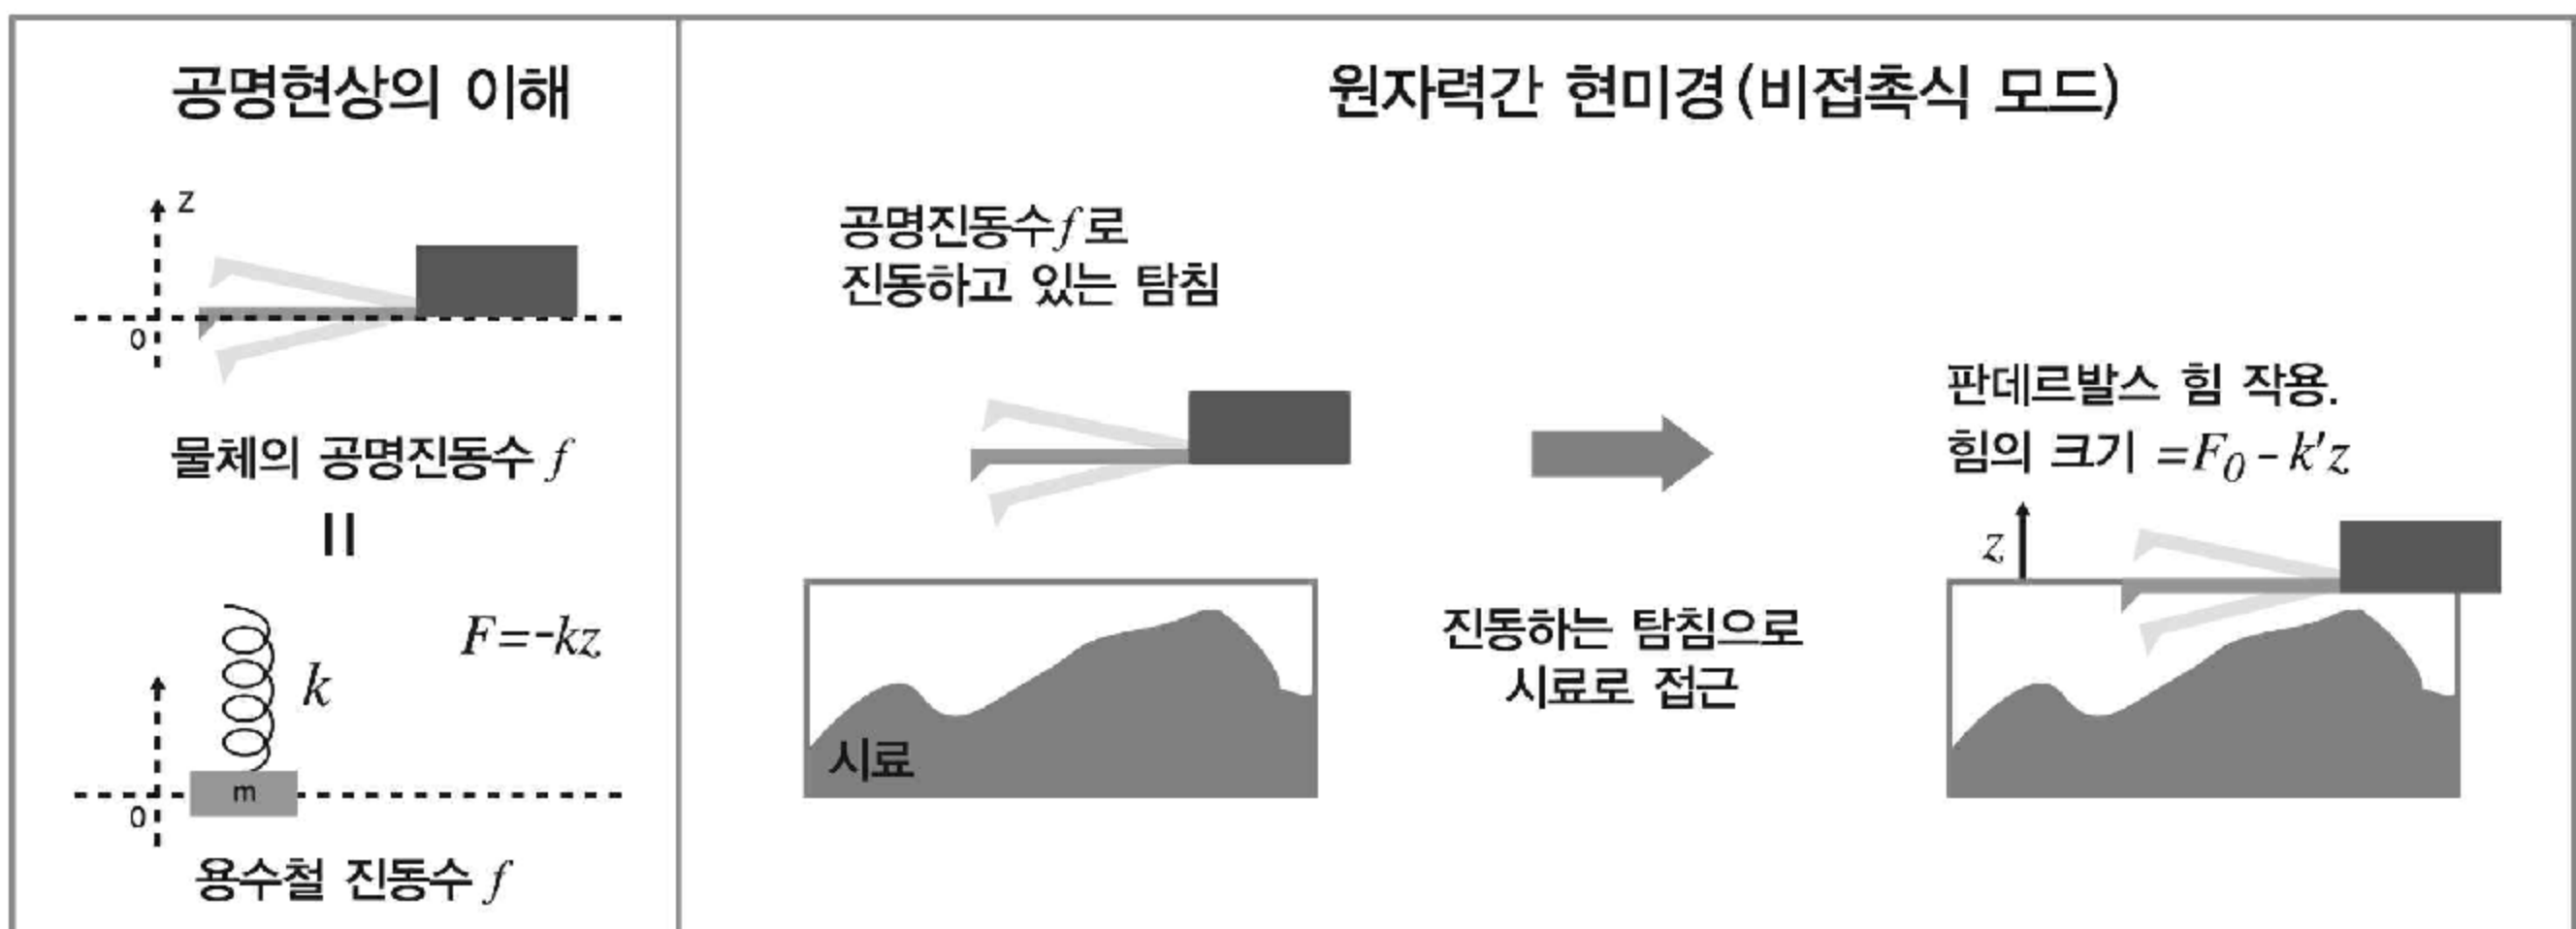 공명현상의 이해
z
0
물체의 공명진동수 f
=
F=-kz
k
m
0
용수철 진동수 f
원자력간 현미경(비접촉식 모드)
공명진동수f로
진동하고 있는 탐침
시료
진동하는 탐침으로
시료로 접근
판데르발스 힘 작용.
힘의 크기 =F₀-k'z
z